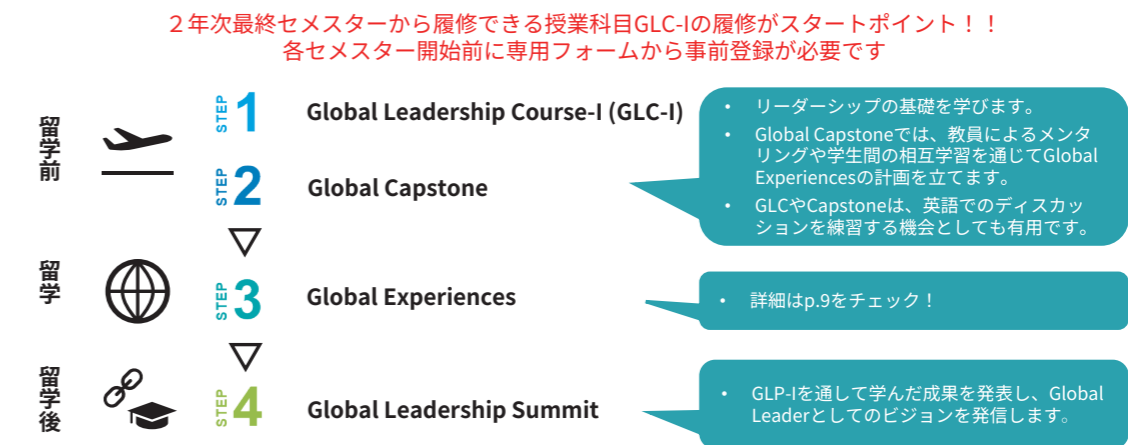 ２年次最終セメスターから履修できる授業科目GLC-Iの履修がスタートポイント！！
各セメスター開始前に専用フォームから事前登録が必要です
留学前
STEP 1
Global Leadership Course-I (GLC-I)
STEP 2
Global Capstone
• リーダーシップの基礎を学びます。
• Global Capstoneでは、教員によるメンタ
リングや学生間の相互学習を通じてGlobal
Experiencesの計画を立てます。
• GLCやCapstoneは、英語でのディスカッ
ションを練習する機会としても有用です。
留学
STEP 3
Global Experiences
• 詳細はp.9をチェック！
留学後
STEP 4
Global Leadership Summit
• GLP-Iを通して学んだ成果を発表し、Global
Leaderとしてのビジョンを発信します。